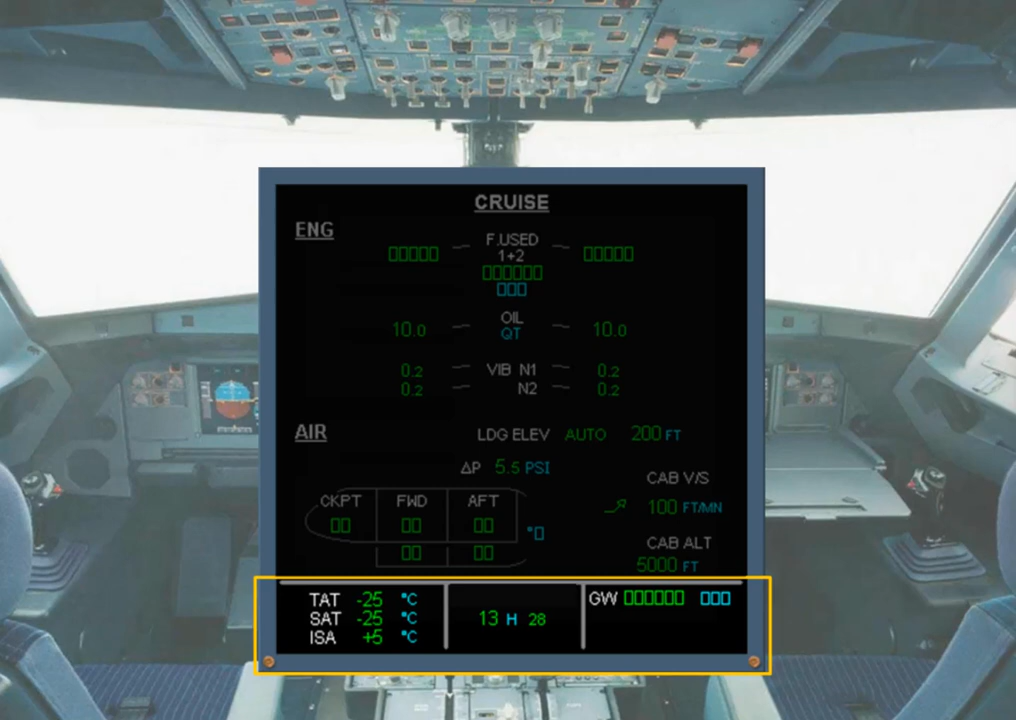 CRUISE
ENG
F.USED
1+2
OIL
10.0 QT 10.0
0.2 VIB N1 0.2
0.2 N2 0.2
AIR
LDG ELEV AUTO 200 FT
ΔP 5.5 PSI
CAB V/S
CKPT FWD AFT
100 FT/MN
°
CAB ALT
5000 FT
TAT -25 °C
SAT -25 °C
ISA +5 °C
13 H 28
GW